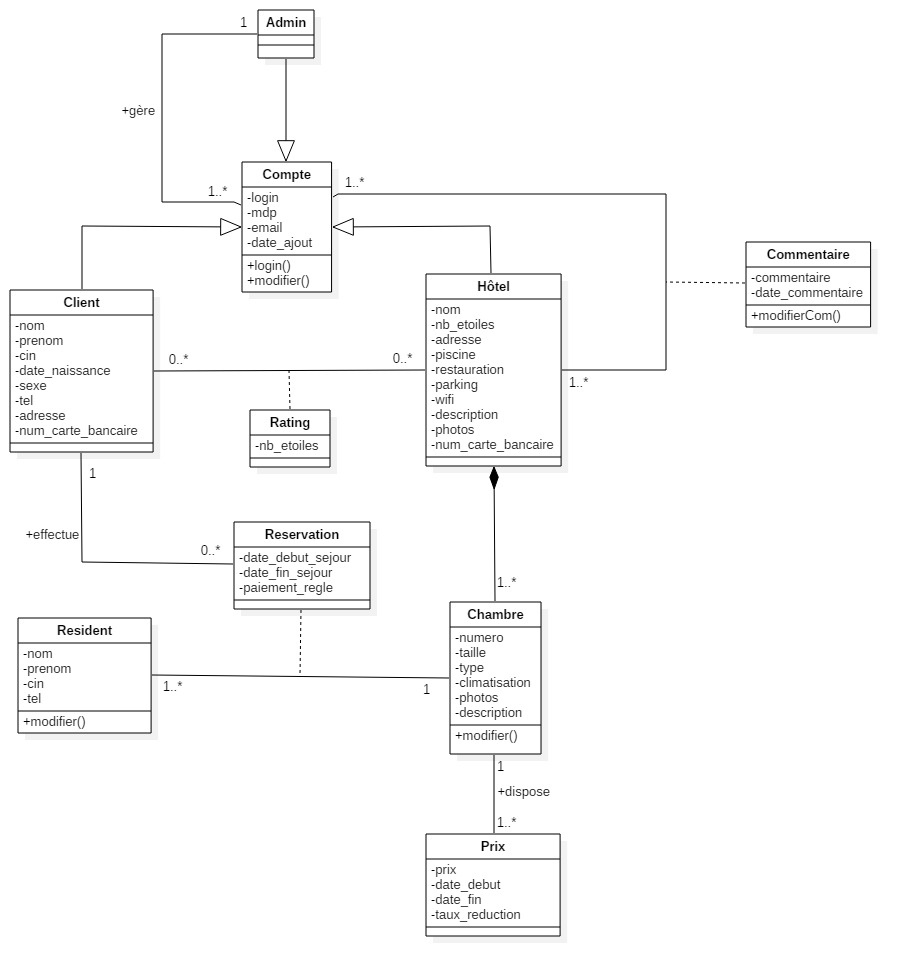 1
Admin
+gère
1..*
1..*
Compte
-login
-mdp
-email
-date_ajout
+login()
+modifier()
Commentaire
-commentaire
-date_commentaire
+modifierCom()
Client
-nom
-prenom
-cin
-date_naissance
-sexe
-tel
-adresse
-num_carte_bancaire
Hôtel
-nom
-nb_etoiles
-adresse
-piscine
-restauration
-parking
-wifi
-description
-photos
-num_carte_bancaire
0..*
0..*
1..*
Rating
-nb_etoiles
1
+effectue
0..*
Reservation
-date_debut_sejour
-date_fin_sejour
-paiement_regle
1..*
Resident
-nom
-prenom
-cin
-tel
+modifier()
1..*
1
Chambre
-numero
-taille
-type
-climatisation
-photos
-description
+modifier()
1
+dispose
1..*
Prix
-prix
-date_debut
-date_fin
-taux_reduction